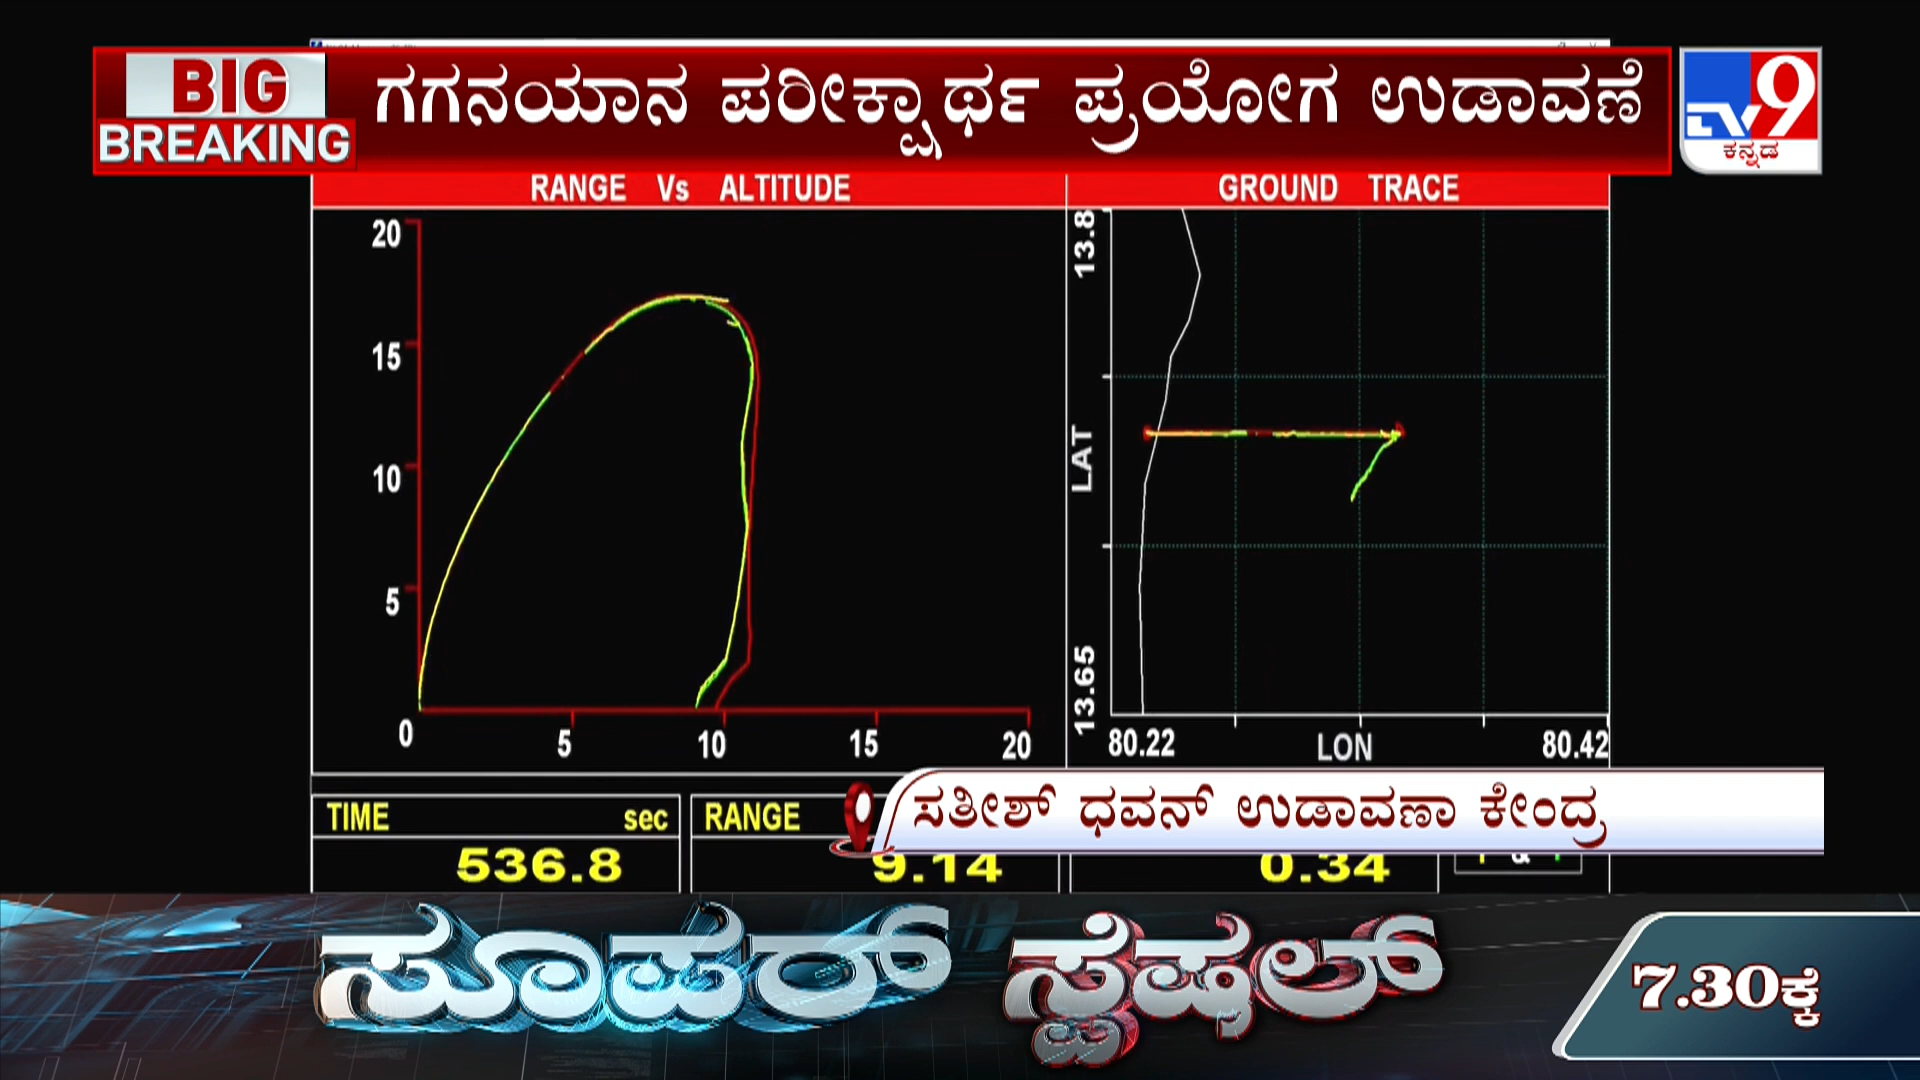 BIG
BREAKING
ಗಗನಯಾನ ಪರೀಕ್ಷಾರ್ಥ ಪ್ರಯೋಗ ಉಡಾವಣೆ
TV9
ಕನ್ನಡ
RANGE Vs ALTITUDE
GROUND TRACE
20
15
10
5
0
5
10
15
20
13.8
LAT
13.65
80.22
LON
80.42
TIME sec
536.8
RANGE
9.14
0.34
&
ಸತೀಶ್ ಧವನ್ ಉಡಾವಣಾ ಕೇಂದ್ರ
ಸೂಪರ್ ಸ್ಪೆಷಲ್
7.30ಕ್ಕೆ